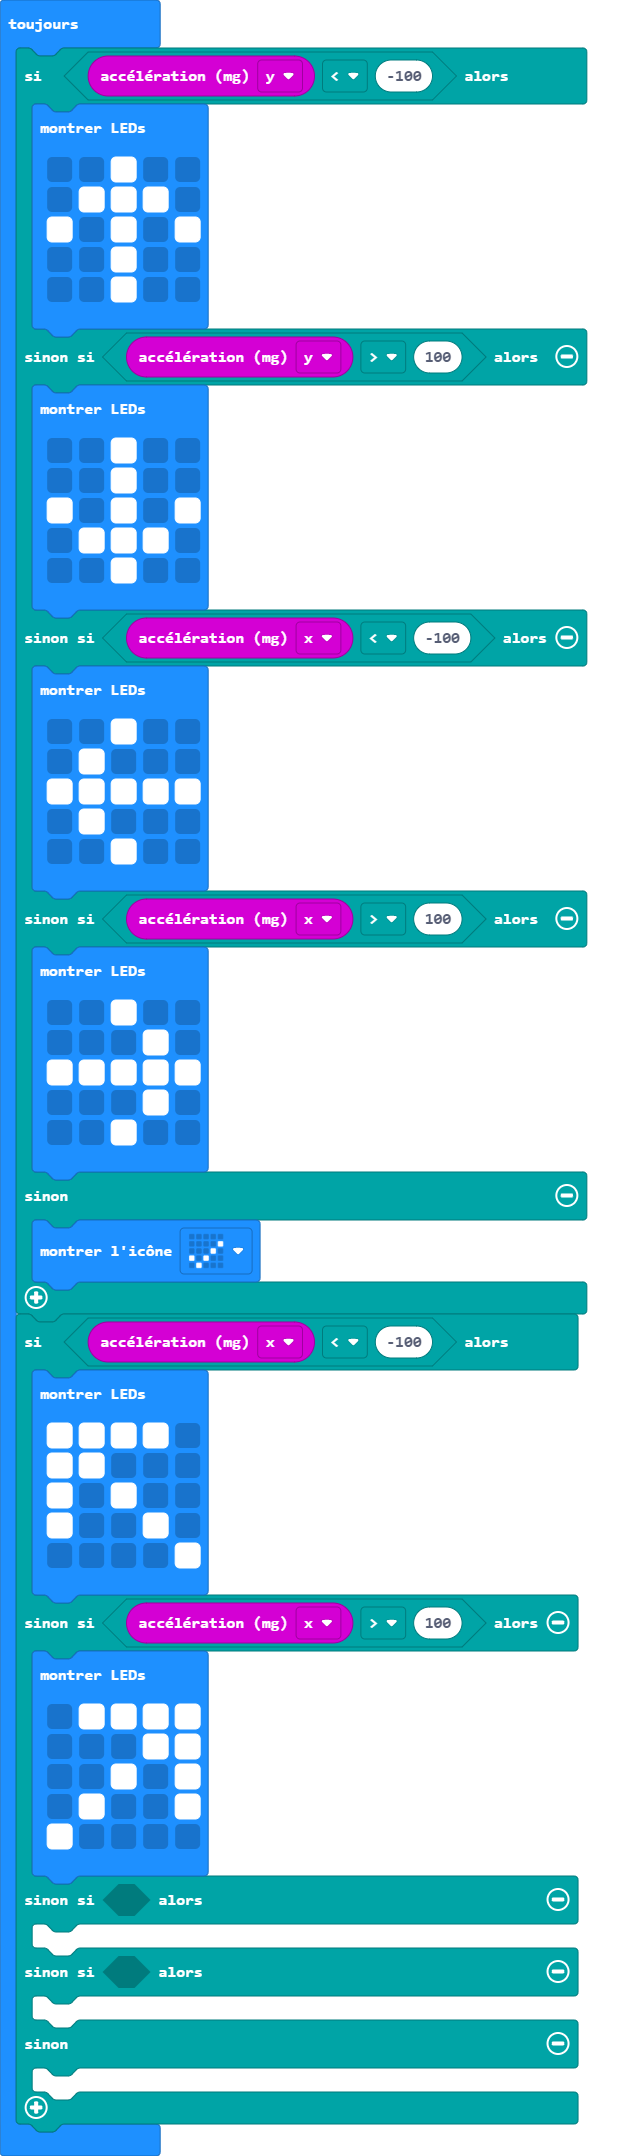 toujours
si accélération (mg) y < -100 alors
montrer LEDs
sinon si accélération (mg) y > 100 alors
montrer LEDs
sinon si accélération (mg) x < -100 alors
montrer LEDs
sinon si accélération (mg) x > 100 alors
montrer LEDs
sinon
montrer l'icône
si accélération (mg) x < -100 alors
montrer LEDs
sinon si accélération (mg) x > 100 alors
montrer LEDs
sinon si alors
sinon si alors
sinon